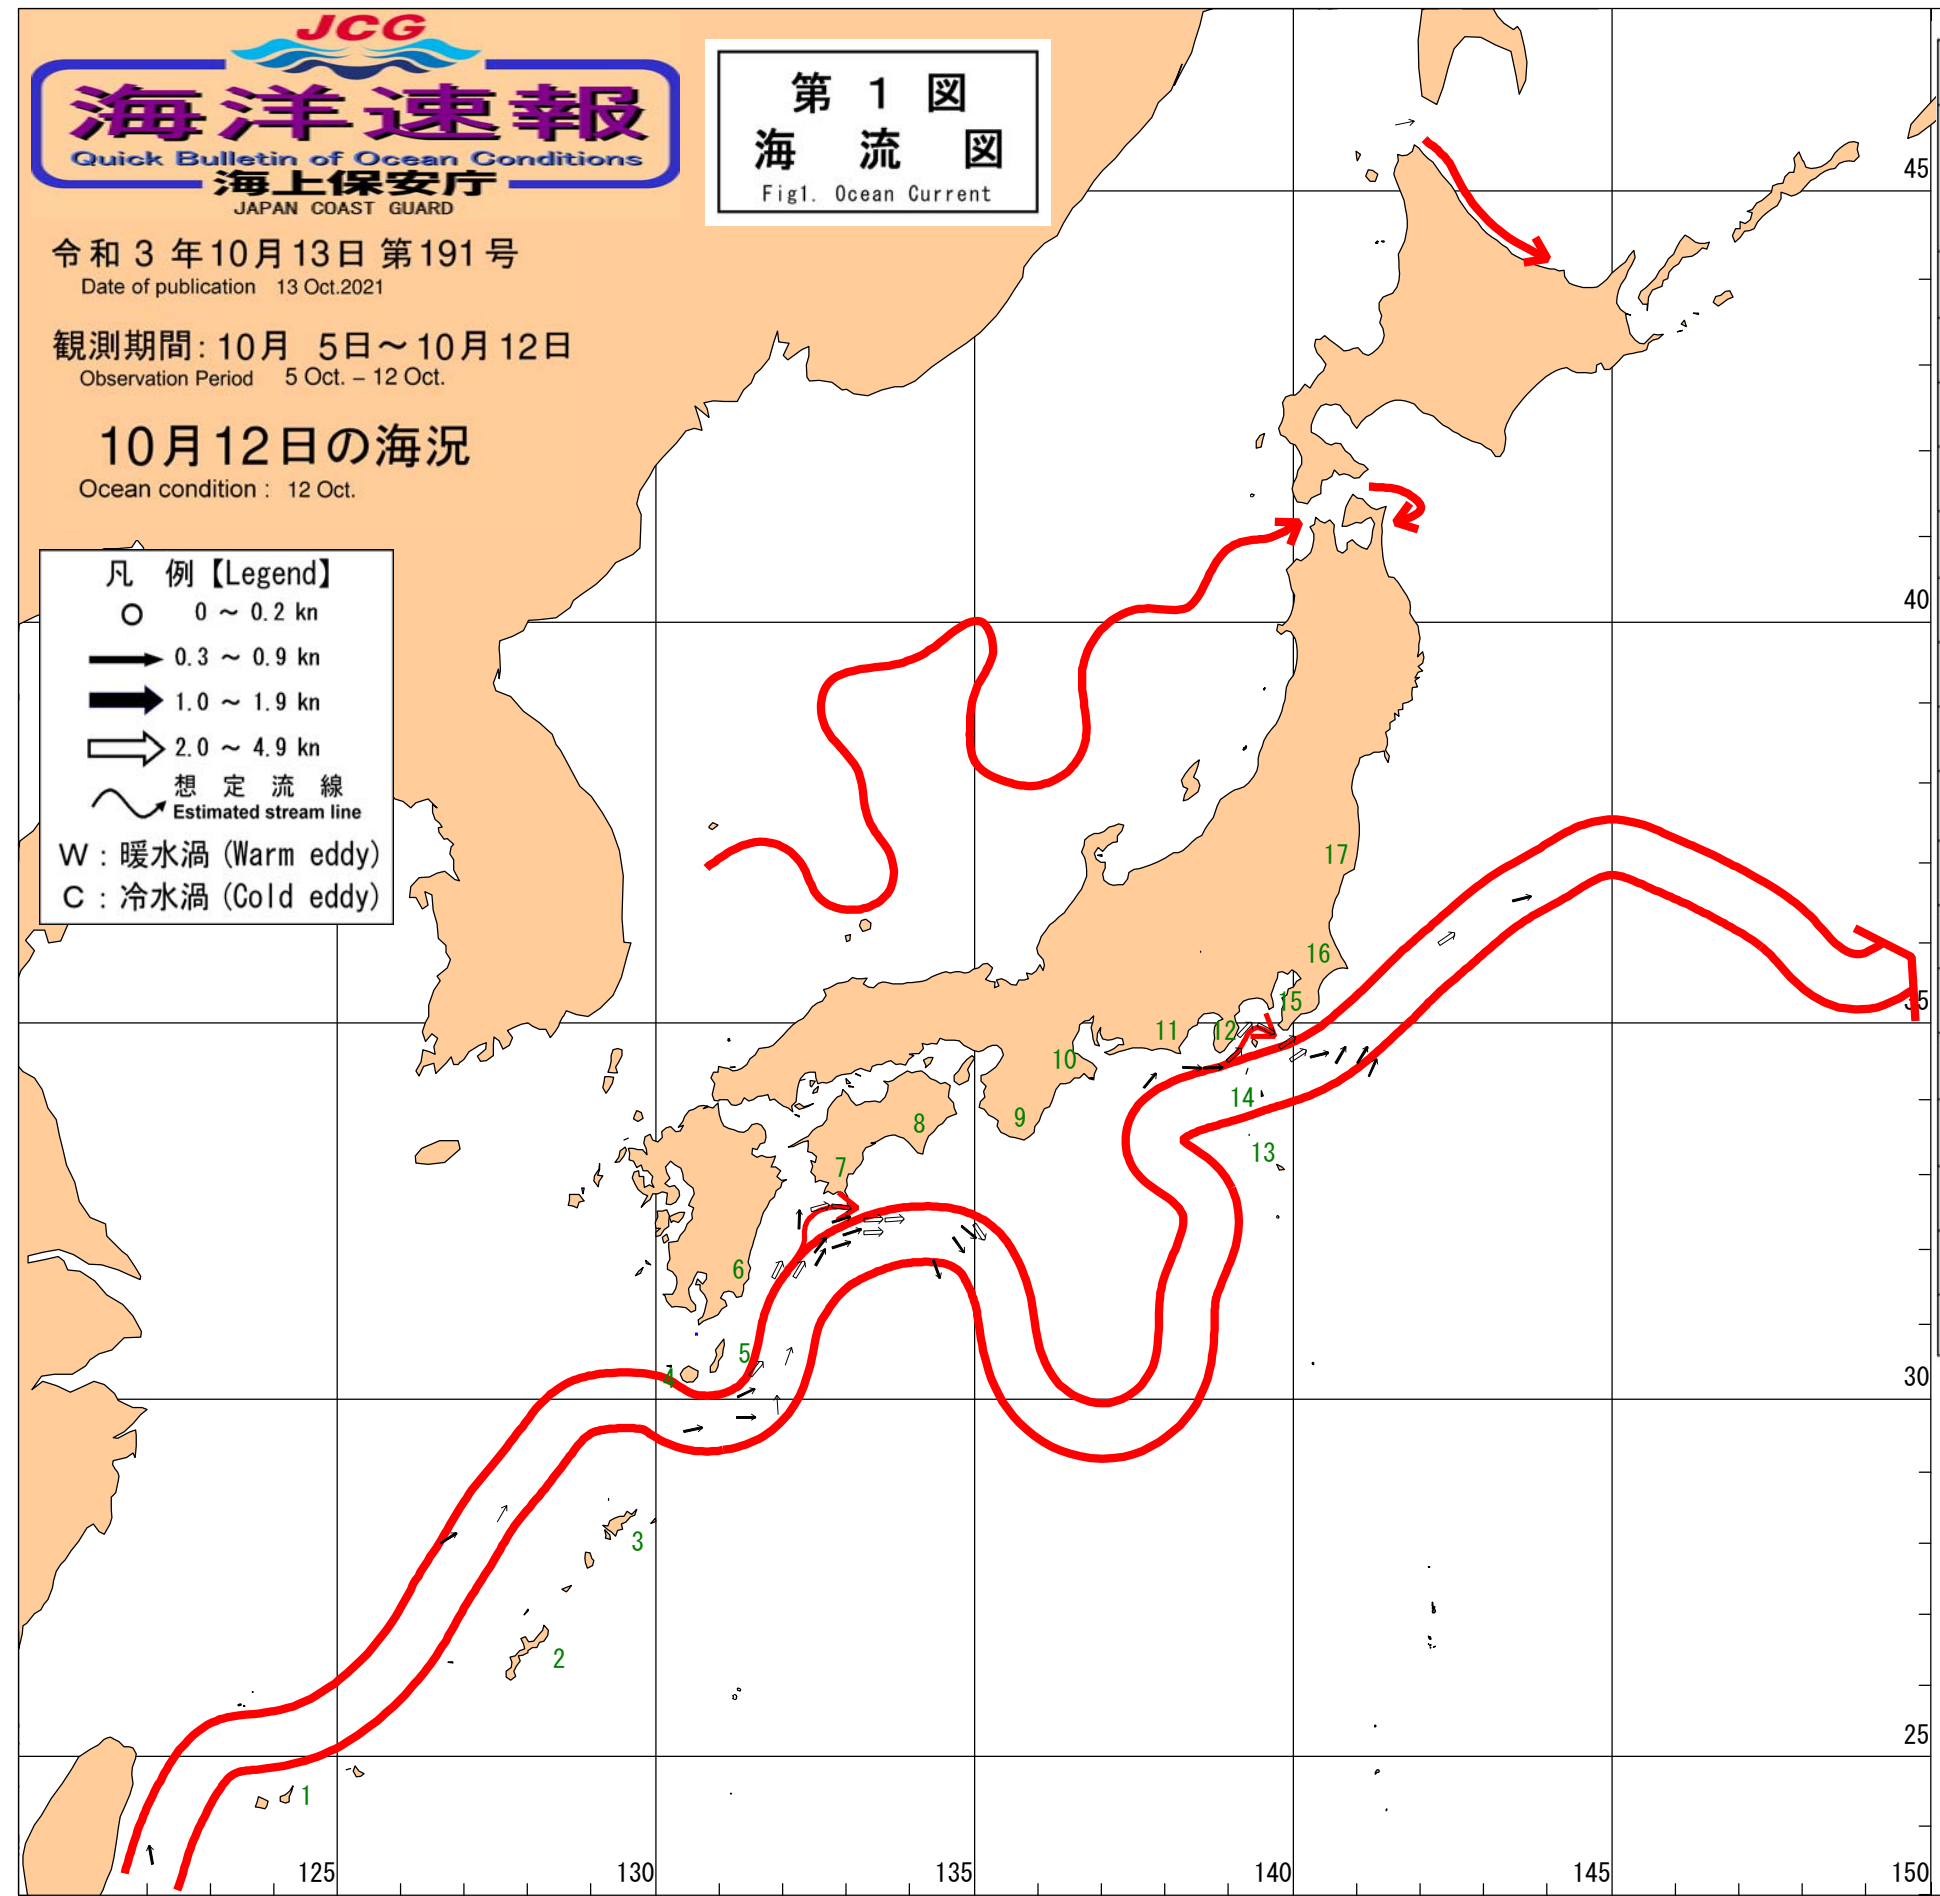 JCG
海洋速報
Quick Bulletin of Ocean Conditions
海上保安庁
JAPAN COAST GUARD
令和 3 年10月13日 第191号
Date of publication 13 Oct.2021
観測期間: 10月 5日～10月12日
Observation Period 5 Oct. – 12 Oct.
10月12日の海況
Ocean condition : 12 Oct.
第 1 図
海 流 図
Fig1. Ocean Current
凡 例【Legend】
0 ～ 0.2 kn
0.3 ～ 0.9 kn
1.0 ～ 1.9 kn
2.0 ～ 4.9 kn
想 定 流 線
Estimated stream line
W : 暖水渦 (Warm eddy)
C : 冷水渦 (Cold eddy)
45
40
17
16
35
15
11
12
10
14
9
8
13
7
6
5
4
30
3
2
25
1
125
130
135
140
145
150